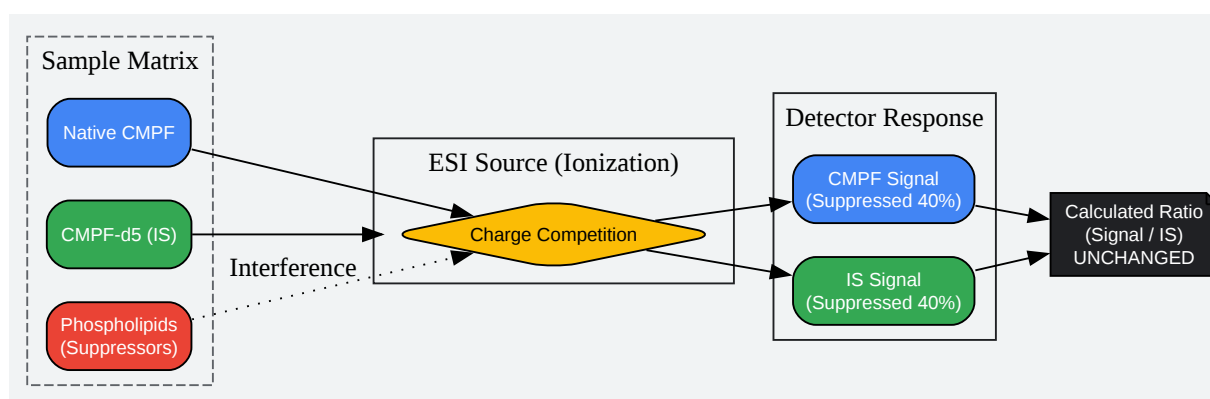 Sample Matrix
Native CMPF
CMPF-d5 (IS)
Phospholipids
(Suppressors)
Interference
ESI Source (Ionization)
Charge Competition
Detector Response
CMPF Signal
(Suppressed 40%)
IS Signal
(Suppressed 40%)
Calculated Ratio
(Signal / IS)
UNCHANGED